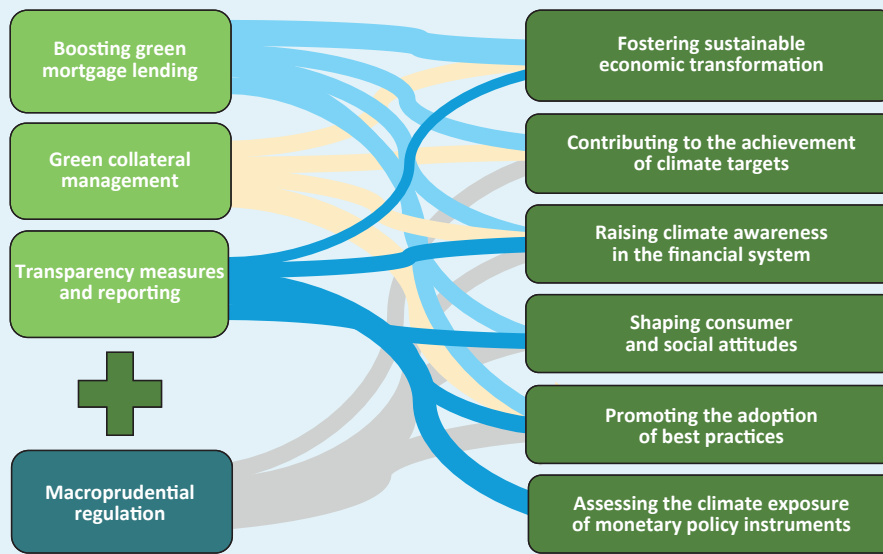 Boosting green
mortgage lending
Green collateral
management
Transparency measures
and reporting
Macroprudential
regulation
Fostering sustainable
economic transformation
Contributing to the achievement
of climate targets
Raising climate awareness
in the financial system
Shaping consumer
and social attitudes
Promoting the adoption
of best practices
Assessing the climate exposure
of monetary policy instruments